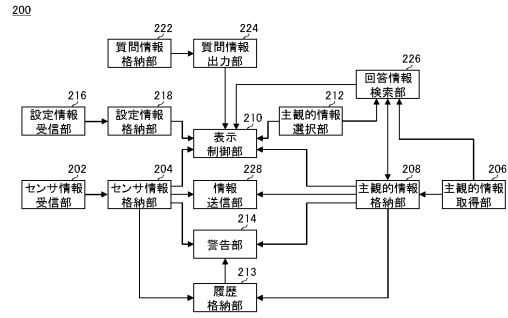 200
222
質問情報
格納部
224
質問情報
出力部
226
回答情報
検索部
216
設定情報
受信部
218
設定情報
格納部
210
表示
制御部
212
主観的情報
選択部
202
センサ情報
受信部
204
センサ情報
格納部
228
情報
送信部
208
主観的情報
格納部
206
主観的情報
取得部
214
警告部
213
履歴
格納部